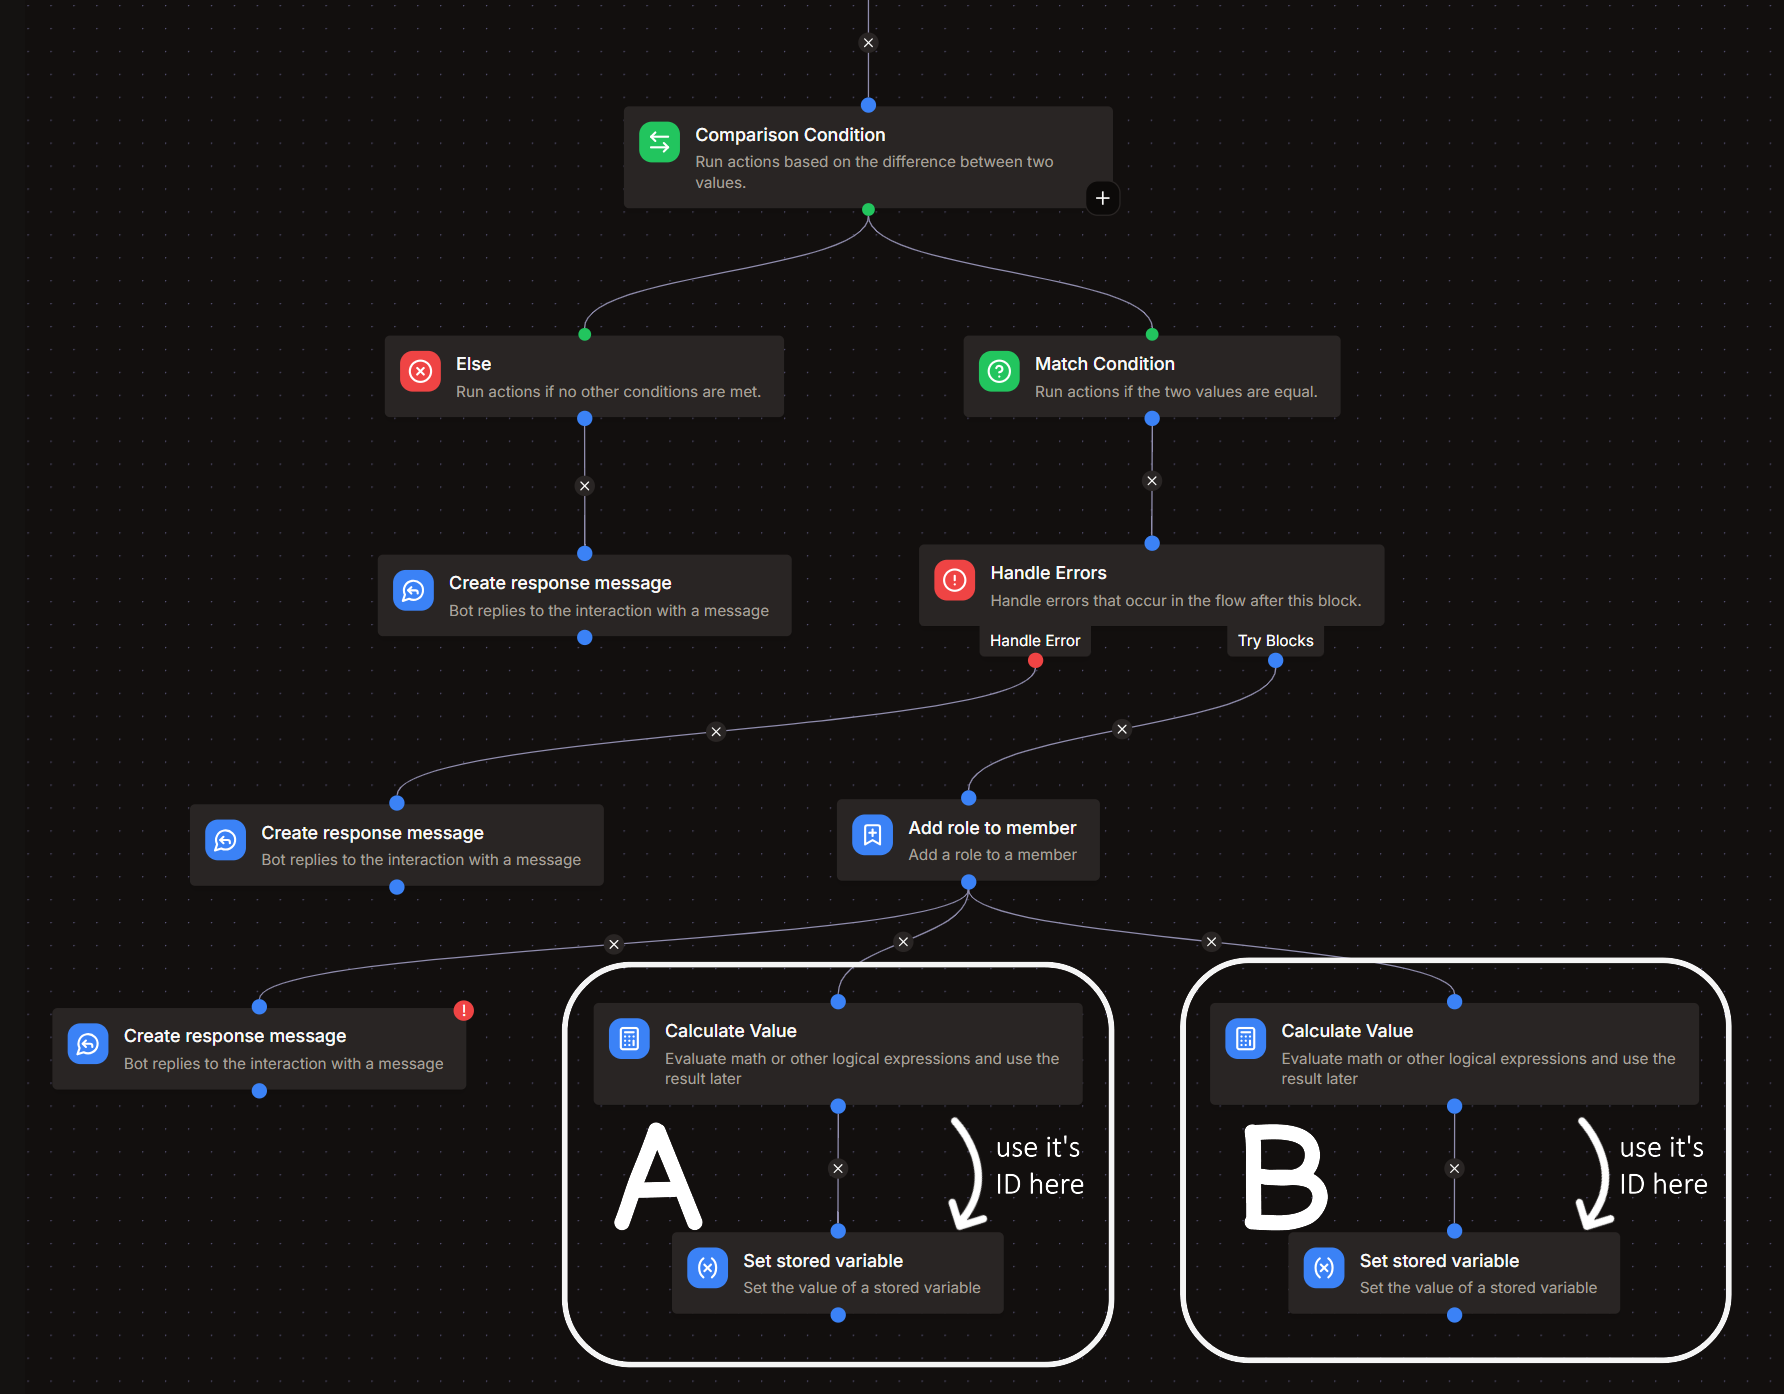 Comparison Condition
Run actions based on the difference between two
values.
Else
Run actions if no other conditions are met.
Match Condition
Run actions if the two values are equal.
Create response message
Bot replies to the interaction with a message
Handle Errors
Handle errors that occur in the flow after this block.
Handle Error
Try Blocks
Create response message
Bot replies to the interaction with a message
Add role to member
Add a role to a member
Create response message
Bot replies to the interaction with a message
Calculate Value
Evaluate math or other logical expressions and use the
result later
A
use it's
ID here
Set stored variable
Set the value of a stored variable
Calculate Value
Evaluate math or other logical expressions and use the
result later
B
use it's
ID here
Set stored variable
Set the value of a stored variable